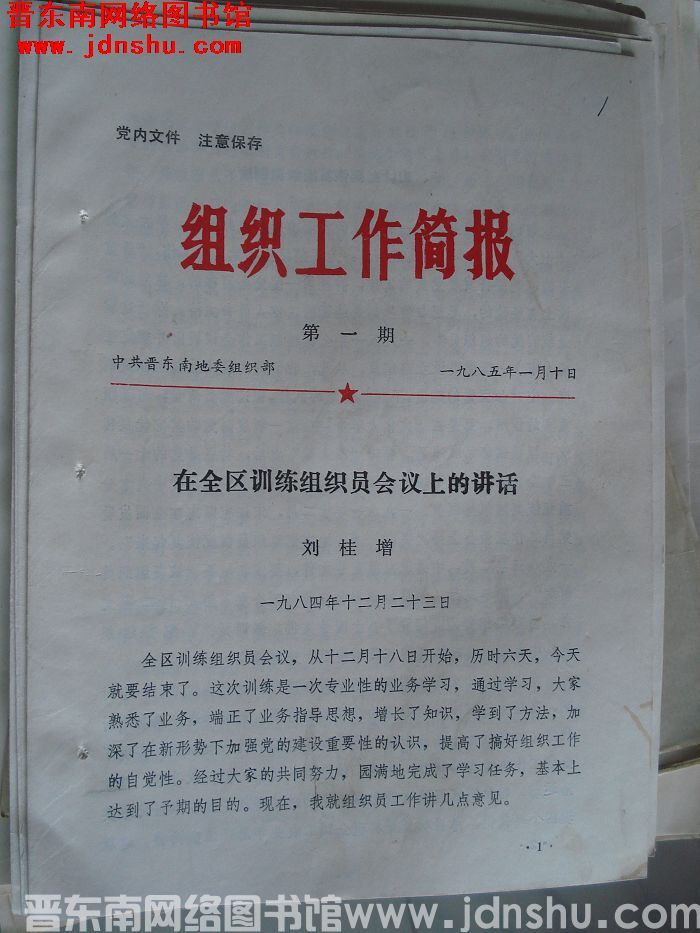 晋东南网络图书馆
www.jdnshu.com
1
党内文件 注意保存
组织工作简报
第一期
中共晋东南地委组织部 一九八五年一月十日
在全区训练组织员会议上的讲话
刘桂增
一九八四年十二月二十三日
全区训练组织员会议，从十二月十八日开始，历时六天，今天
就要结束了。这次训练是一次专业性的业务学习，通过学习，大家
熟悉了业务，端正了业务指导思想，增长了知识，学到了方法，加
深了在新形势下加强党的建设重要性的认识，提高了搞好组织工作
的自觉性。经过大家的共同努力，园满地完成了学习任务，基本上
达到了予期的目的。现在，我就组织员工作讲几点意见。
·1·
晋东南网络图书馆 www.jdnshu.com